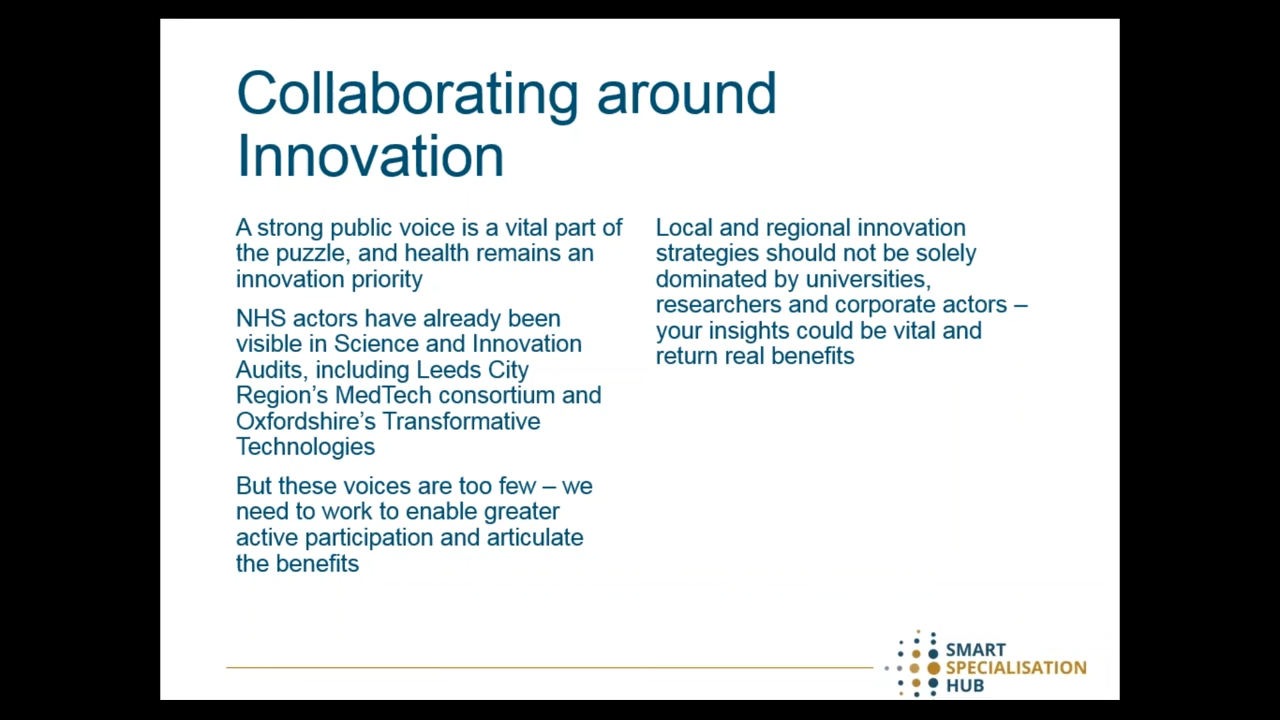 Collaborating around
Innovation
A strong public voice is a vital part of
the puzzle, and health remains an
innovation priority
NHS actors have already been
visible in Science and Innovation
Audits, including Leeds City
Region’s MedTech consortium and
Oxfordshire’s Transformative
Technologies
But these voices are too few – we
need to work to enable greater
active participation and articulate
the benefits
Local and regional innovation
strategies should not be solely
dominated by universities,
researchers and corporate actors –
your insights could be vital and
return real benefits
SMART
SPECIALISATION
HUB